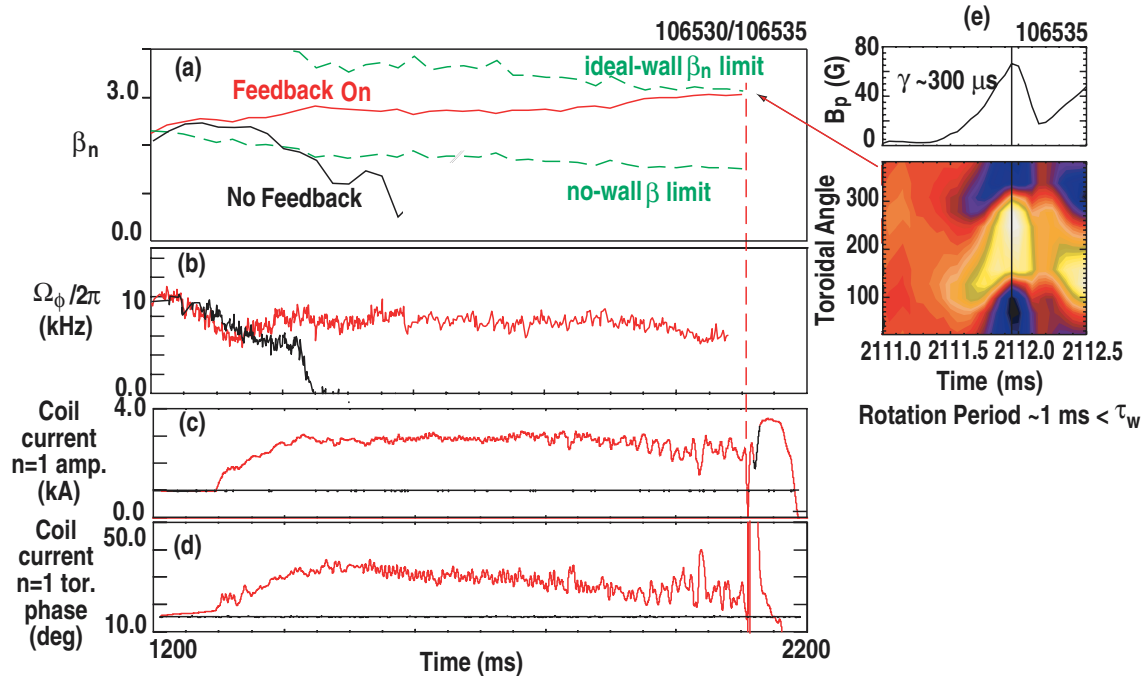 106530/106535
(a)
ideal-wall βn limit
Feedback On
3.0
βn
No Feedback
no-wall β limit
0.0
(b)
Ωϕ/2π
(kHz)
10
0.0
Coil
current
n=1 amp.
(kA)
4.0
(c)
0.0
Coil
current
n=1 tor.
phase
(deg)
50.0
(d)
10.0
1200
Time (ms)
2200
(e)
106535
80
60
40
20
0
Bp (G)
γ ~300 μs
Toroidal Angle
300
200
100
2111.0 2111.5 2112.0 2112.5
Time (ms)
Rotation Period ~1 ms < τw